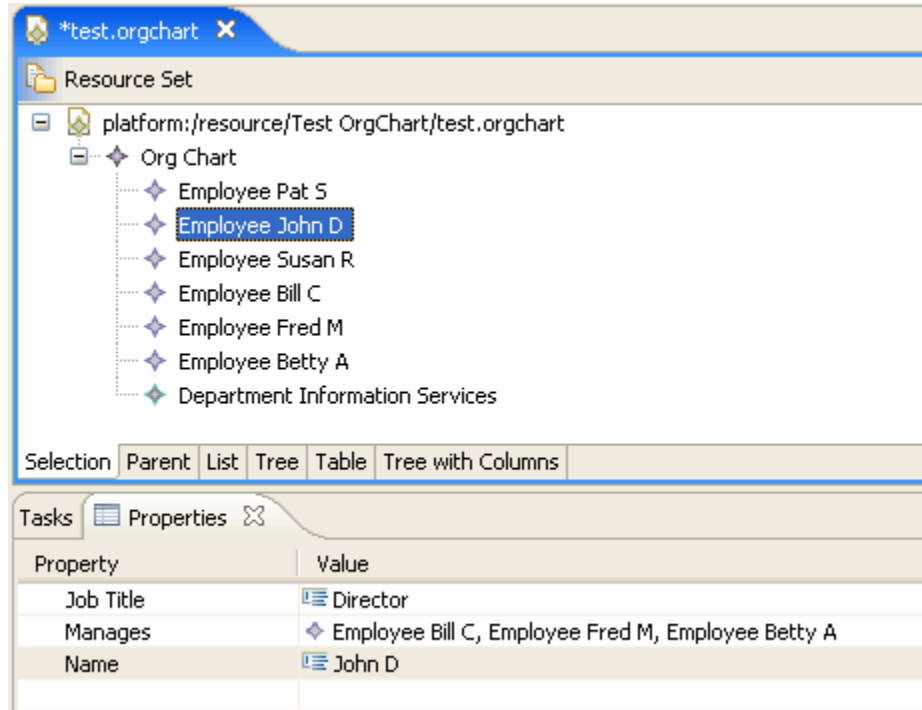 *test.orgchart
Resource Set
platform:/resource/Test OrgChart/test.orgchart
Org Chart
Employee Pat S
Employee John D
Employee Susan R
Employee Bill C
Employee Fred M
Employee Betty A
Department Information Services
Selection Parent List Tree Table Tree with Columns
Tasks Properties
Property Value
Job Title Director
Manages Employee Bill C, Employee Fred M, Employee Betty A
Name John D